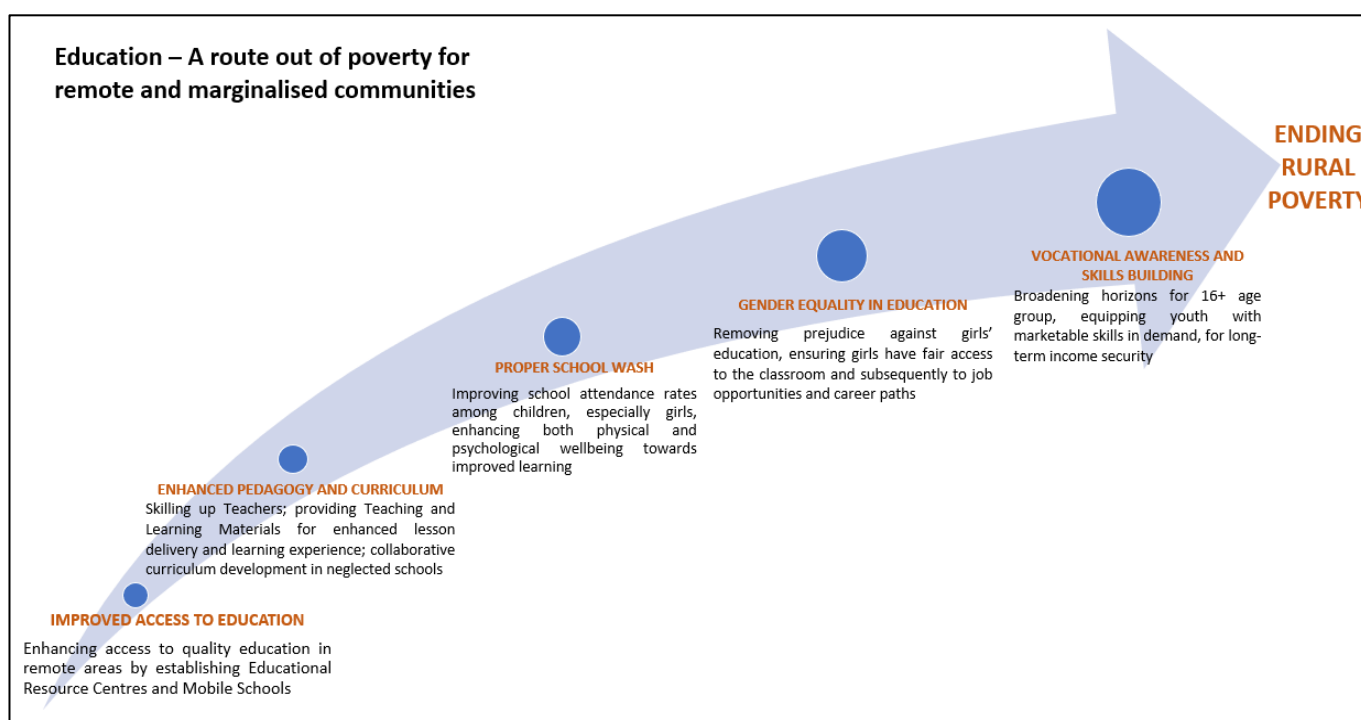 Education – A route out of poverty for
remote and marginalised communities
ENDING
RURAL
POVERTY
VOCATIONAL AWARENESS AND
SKILLS BUILDING
Broadening horizons for 16+ age
group, equipping youth with
marketable skills in demand, for long-
term income security
GENDER EQUALITY IN EDUCATION
Removing prejudice against girls’
education, ensuring girls have fair access
to the classroom and subsequently to job
opportunities and career paths
PROPER SCHOOL WASH
Improving school attendance rates
among children, especially girls,
enhancing both physical and
psychological wellbeing towards
improved learning
ENHANCED PEDAGOGY AND CURRICULUM
Skilling up Teachers; providing Teaching and
Learning Materials for enhanced lesson
delivery and learning experience; collaborative
curriculum development in neglected schools
IMPROVED ACCESS TO EDUCATION
Enhancing access to quality education in
remote areas by establishing Educational
Resource Centres and Mobile Schools